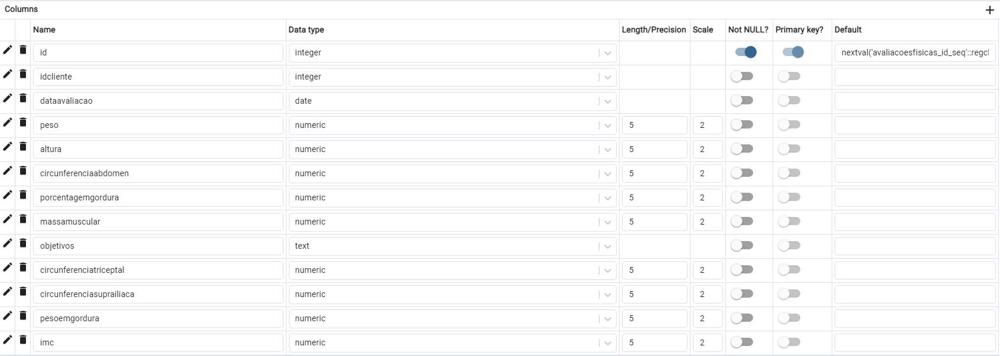 Columns
Name Data type Length/Precision Scale Not NULL? Primary key? Default
id integer nextval('avaliacoesfisicas_id_seq'::regcl
idcliente integer
dataavaliacao date
peso numeric 5 2
altura numeric 5 2
circunferenciaabdomen numeric 5 2
porcentagemgordura numeric 5 2
massamuscular numeric 5 2
objetivos text
circunferenciatriceptal numeric 5 2
circunferenciasuprailiaca numeric 5 2
pesoemgordura numeric 5 2
imc numeric 5 2